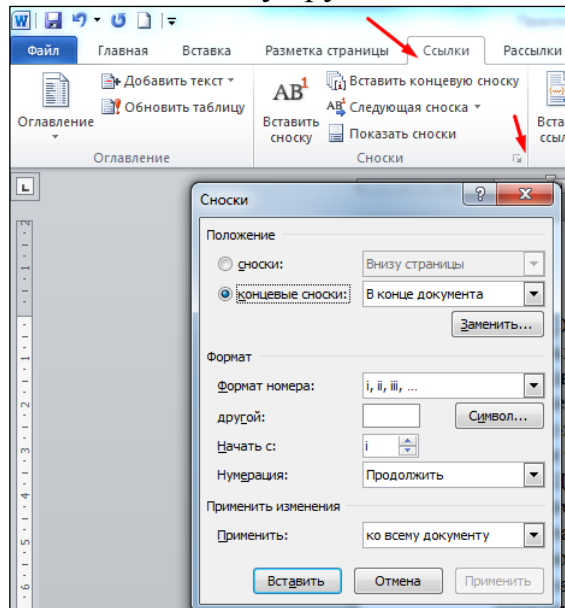 Файл Главная Вставка Разметка страницы Ссылки Рассылки
Добавить текст
Обновить таблицу
Оглавление
Оглавление
AB1
Вставить сноску
Вставить концевую сноску
Следующая сноска
Показать сноски
Сноски
Сноски
Положение
сноски: Внизу страницы
концевые сноски: В конце документа
Заменить...
Формат
Формат номера: i, ii, iii, ...
другой: Символ...
Начать с: i
Нумерация: Продолжить
Применить изменения
Применить: ко всему документу
Вставить Отмена Применить